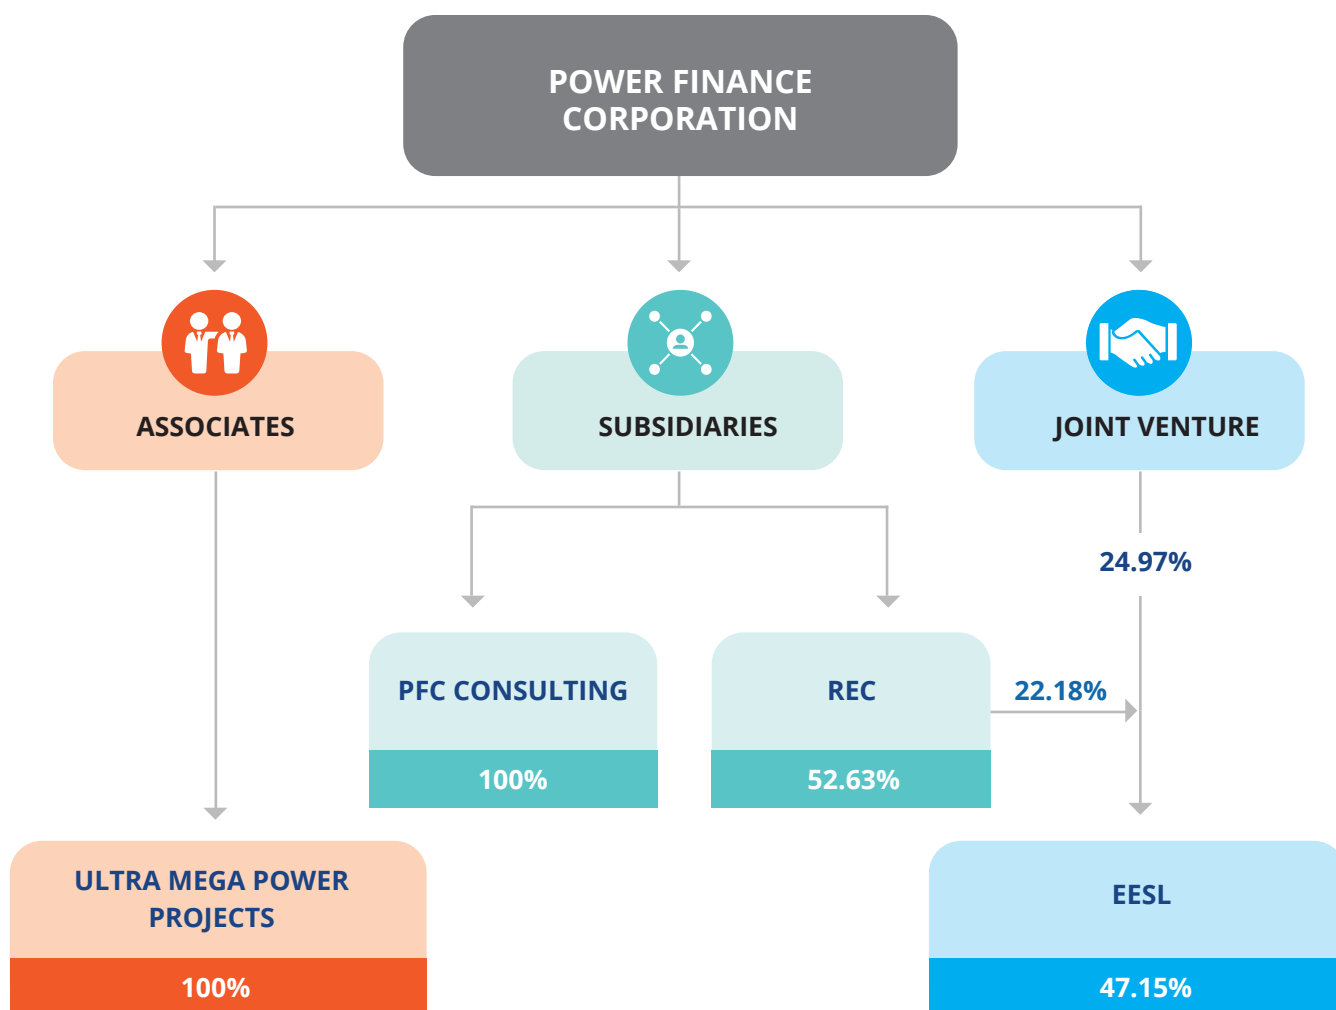 POWER FINANCE
CORPORATION
ASSOCIATES
SUBSIDIARIES
JOINT VENTURE
24.97%
PFC CONSULTING
REC
22.18%
100%
52.63%
ULTRA MEGA POWER
PROJECTS
EESL
100%
47.15%